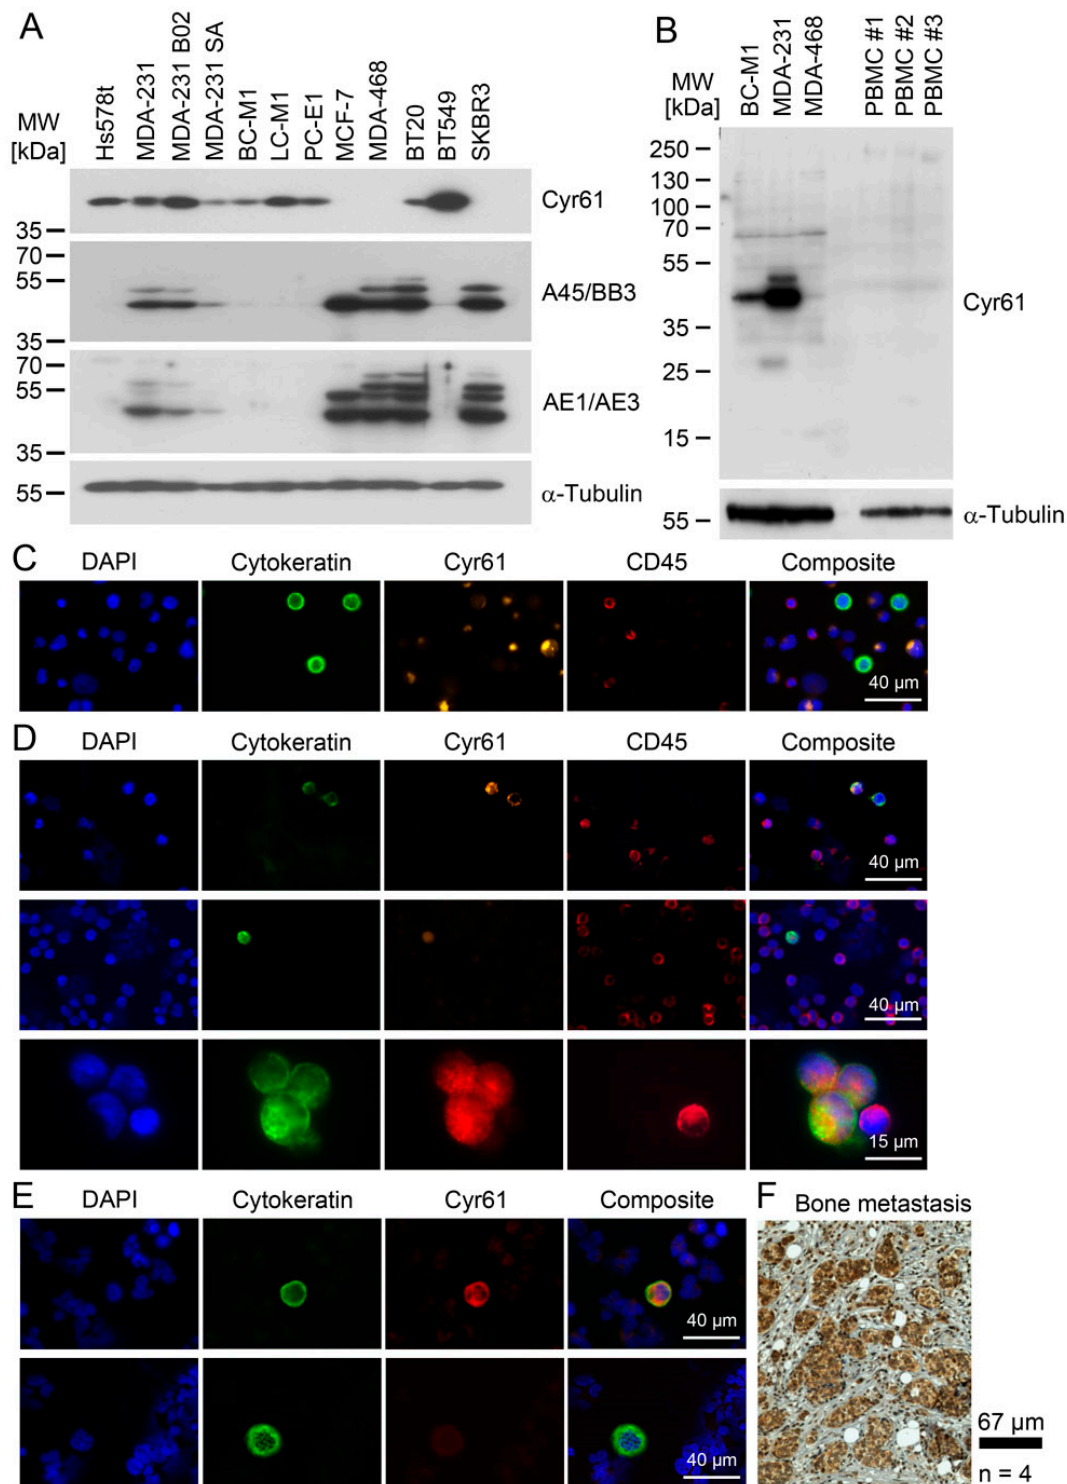 A
MW
[kDa]
Hs578t
MDA-231
MDA-231 B02
MDA-231 SA
BC-M1
LC-M1
PC-E1
MCF-7
MDA-468
BT20
BT549
SKBR3
35
Cyr61
70
55
35
A45/BB3
70
55
35
AE1/AE3
55
α-Tubulin
B
MW
[kDa]
BC-M1
MDA-231
MDA-468
PBMC #1
PBMC #2
PBMC #3
250
130
100
70
55
35
25
15
Cyr61
55
α-Tubulin
C
DAPI Cytokeratin Cyr61 CD45 Composite
40 µm
D
DAPI Cytokeratin Cyr61 CD45 Composite
40 µm
40 µm
15 µm
E
DAPI Cytokeratin Cyr61 Composite
40 µm
40 µm
F
Bone metastasis
67 µm
n = 4